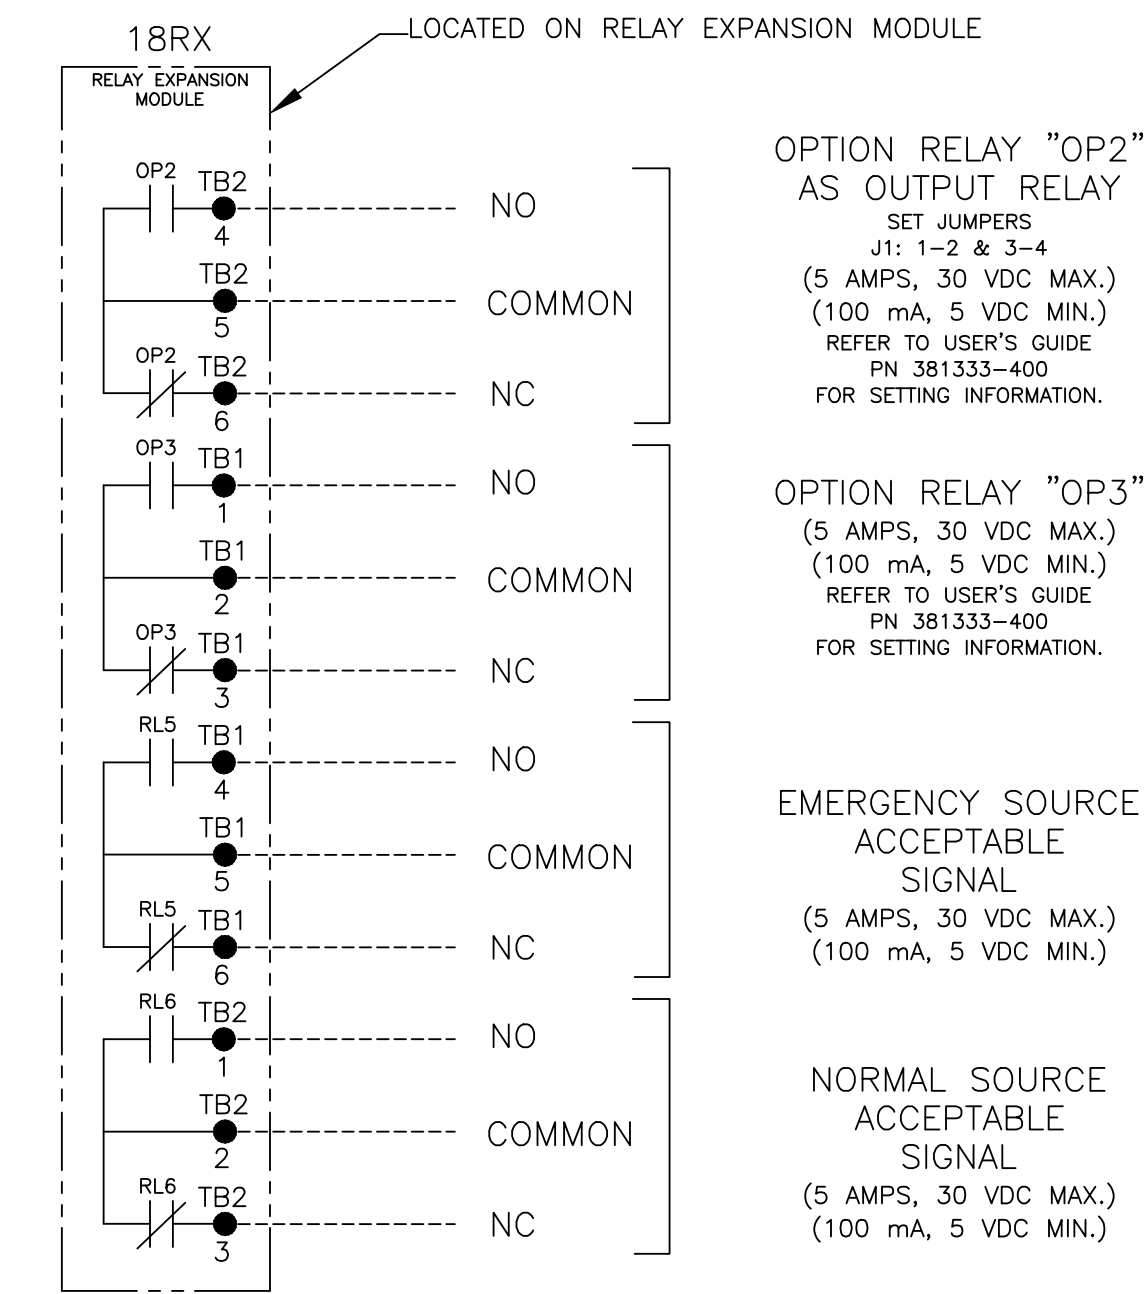 18RX
LOCATED ON RELAY EXPANSION MODULE
RELAY EXPANSION
MODULE
OP2
TB2
4
NO
TB2
5
COMMON
OP2
TB2
6
NC
OPTION RELAY "OP2"
AS OUTPUT RELAY
SET JUMPERS
J1: 1-2 & 3-4
(5 AMPS, 30 VDC MAX.)
(100 mA, 5 VDC MIN.)
REFER TO USER'S GUIDE
PN 381333-400
FOR SETTING INFORMATION.
OP3
TB1
1
NO
TB1
2
COMMON
OP3
TB1
3
NC
OPTION RELAY "OP3"
(5 AMPS, 30 VDC MAX.)
(100 mA, 5 VDC MIN.)
REFER TO USER'S GUIDE
PN 381333-400
FOR SETTING INFORMATION.
RL5
TB1
4
NO
TB1
5
COMMON
RL5
TB1
6
NC
EMERGENCY SOURCE
ACCEPTABLE
SIGNAL
(5 AMPS, 30 VDC MAX.)
(100 mA, 5 VDC MIN.)
RL6
TB2
1
NO
TB2
2
COMMON
RL6
TB2
3
NC
NORMAL SOURCE
ACCEPTABLE
SIGNAL
(5 AMPS, 30 VDC MAX.)
(100 mA, 5 VDC MIN.)